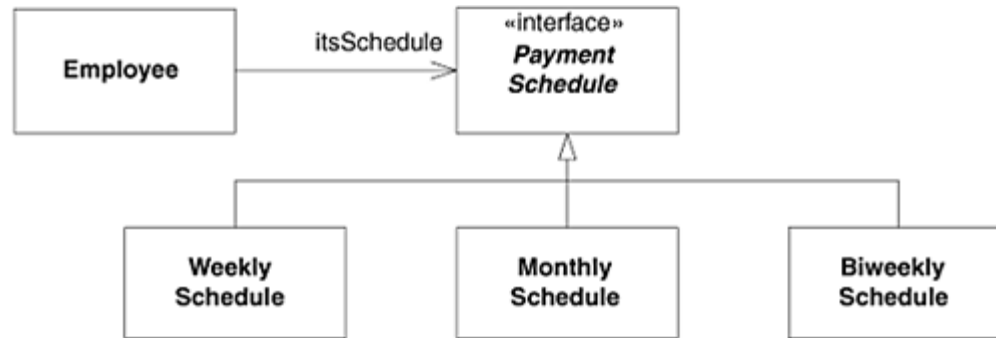 Employee
itsSchedule
«interface»
Payment
Schedule
Weekly
Schedule
Monthly
Schedule
Biweekly
Schedule